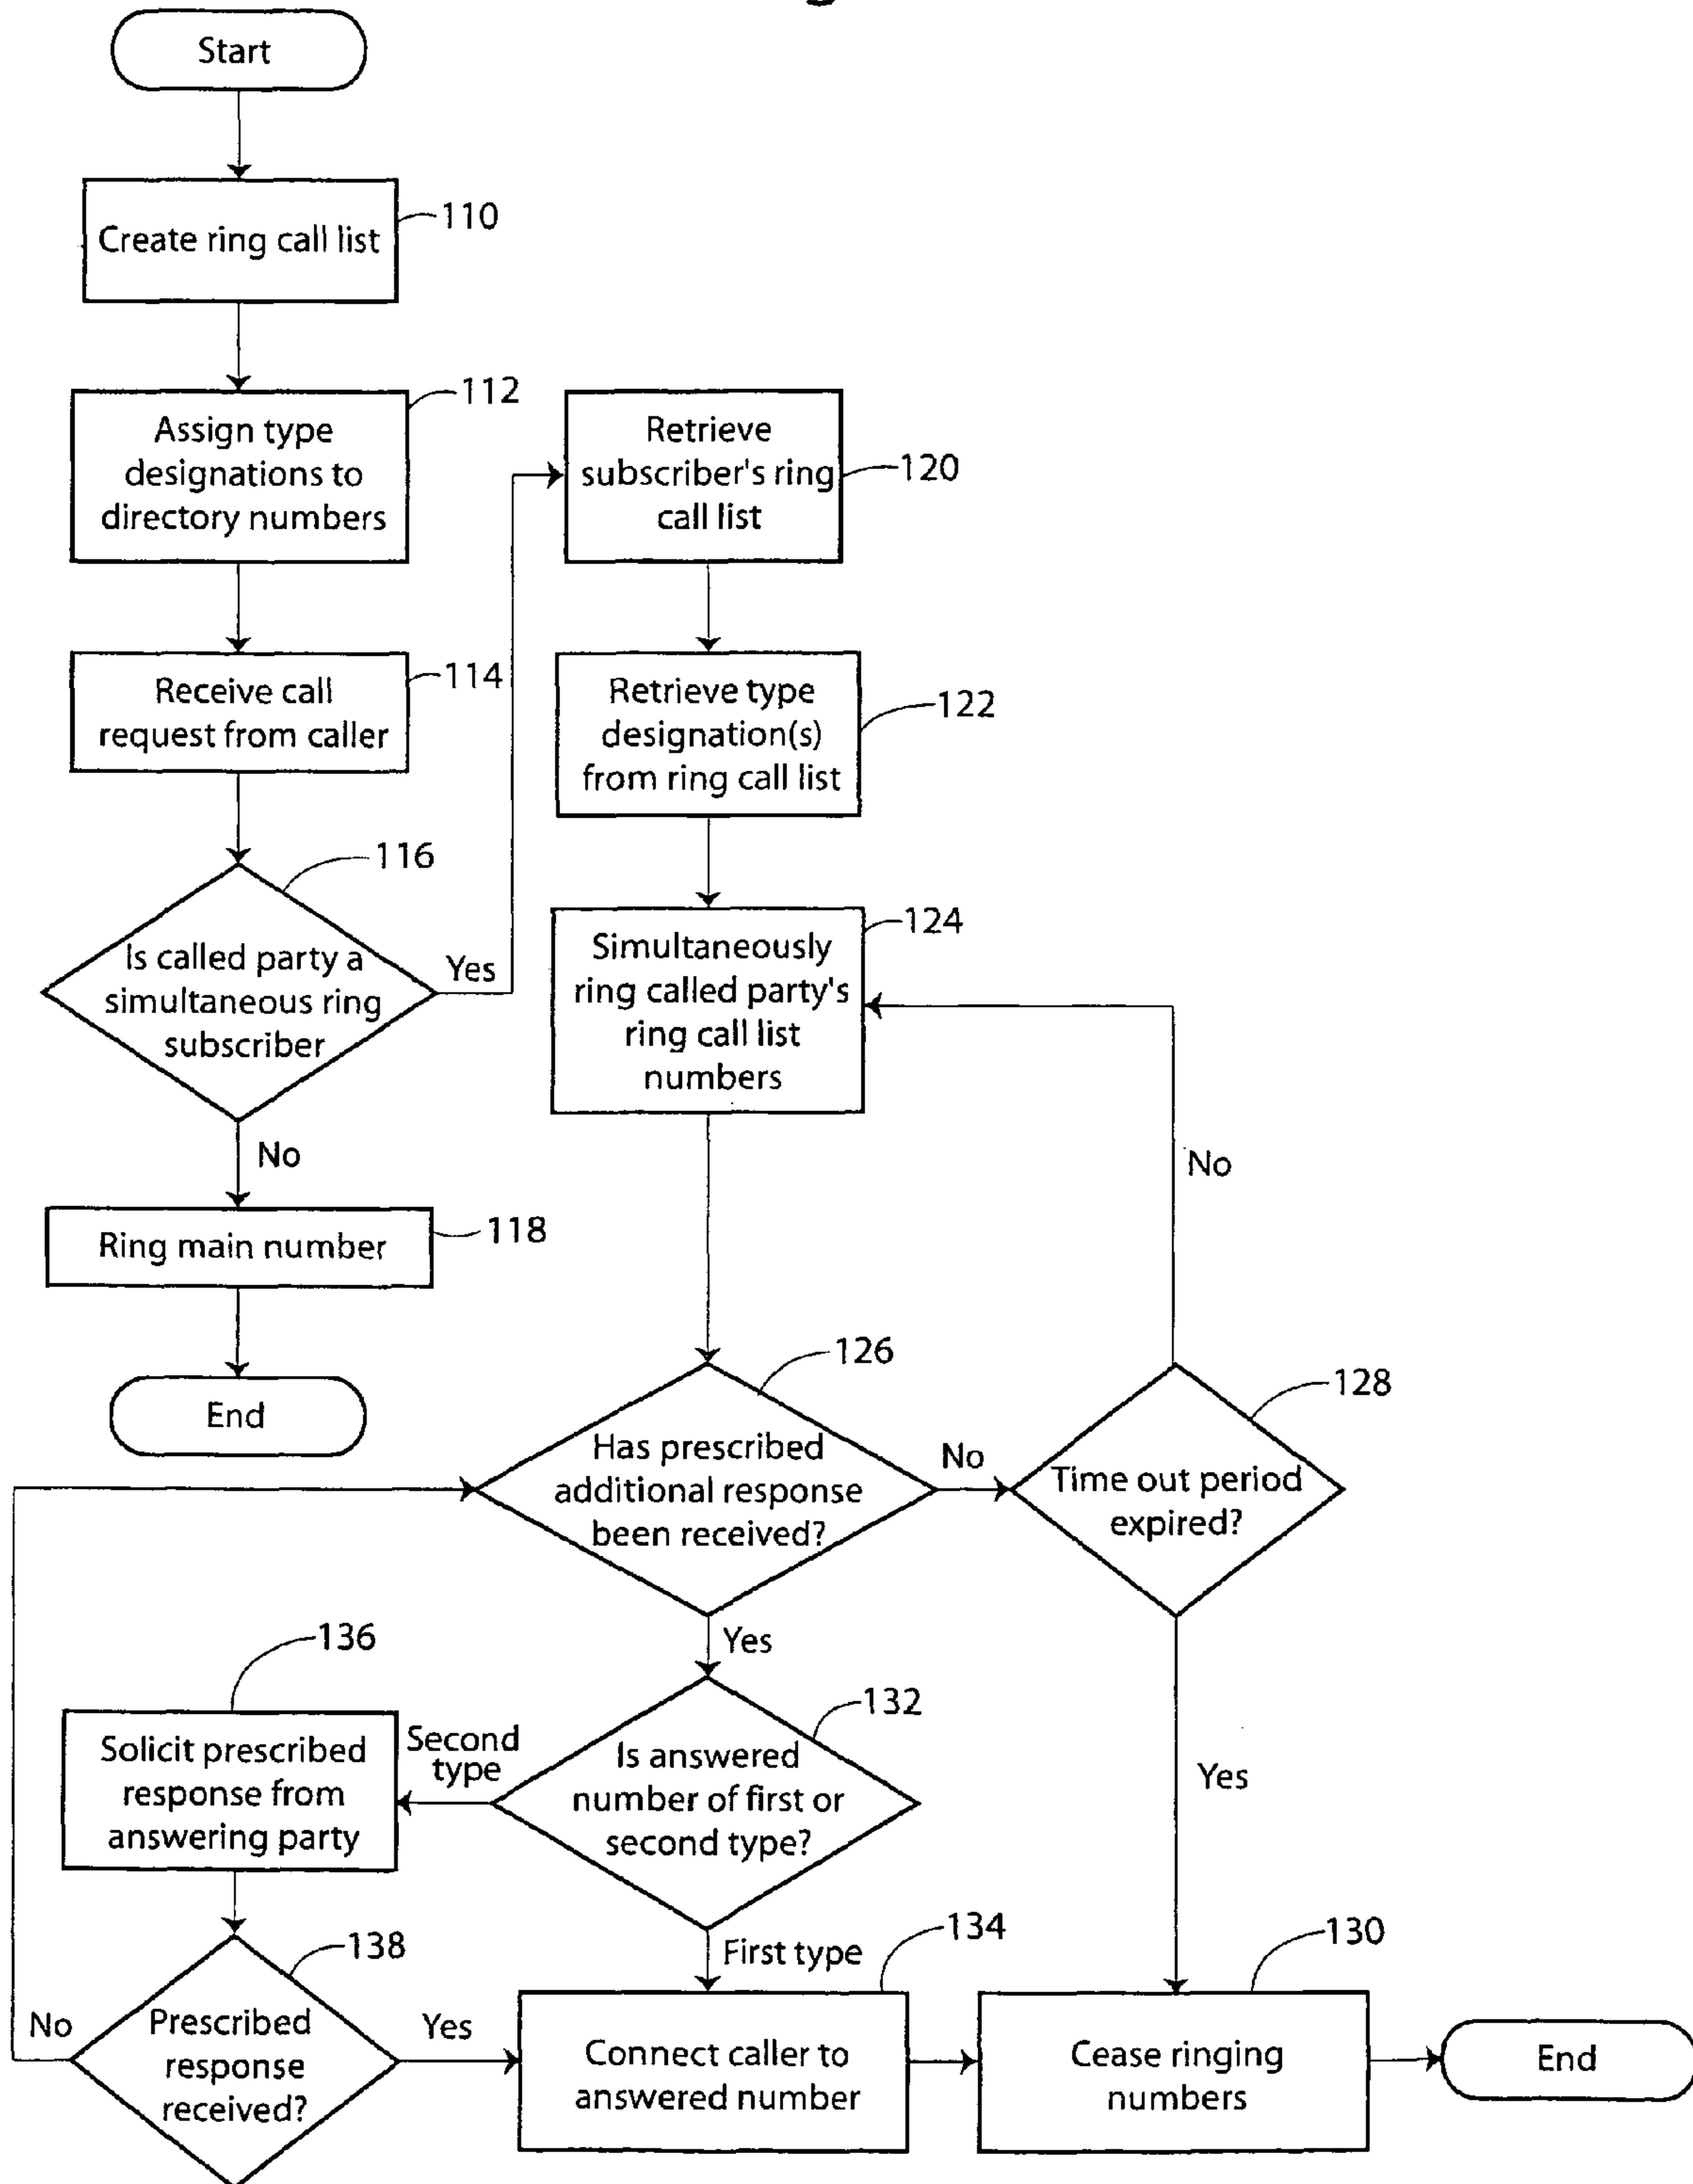 Start
Create ring call list
110
Assign type
designations to
directory numbers
112
Receive call
request from caller
114
Is called party a
simultaneous ring
subscriber
116
Yes
No
Ring main number
118
End
Retrieve
subscriber's ring
call list
120
Retrieve type
designation(s)
from ring call list
122
Simultaneously
ring called party's
ring call list
numbers
124
Has prescribed
additional response
been received?
126
No
Time out period
expired?
128
No
Yes
Yes
Is answered
number of first or
second type?
132
Second
type
Solicit prescribed
response from
answering party
136
First type
Prescribed
response
received?
138
No
Yes
Connect caller to
answered number
134
Cease ringing
numbers
130
End